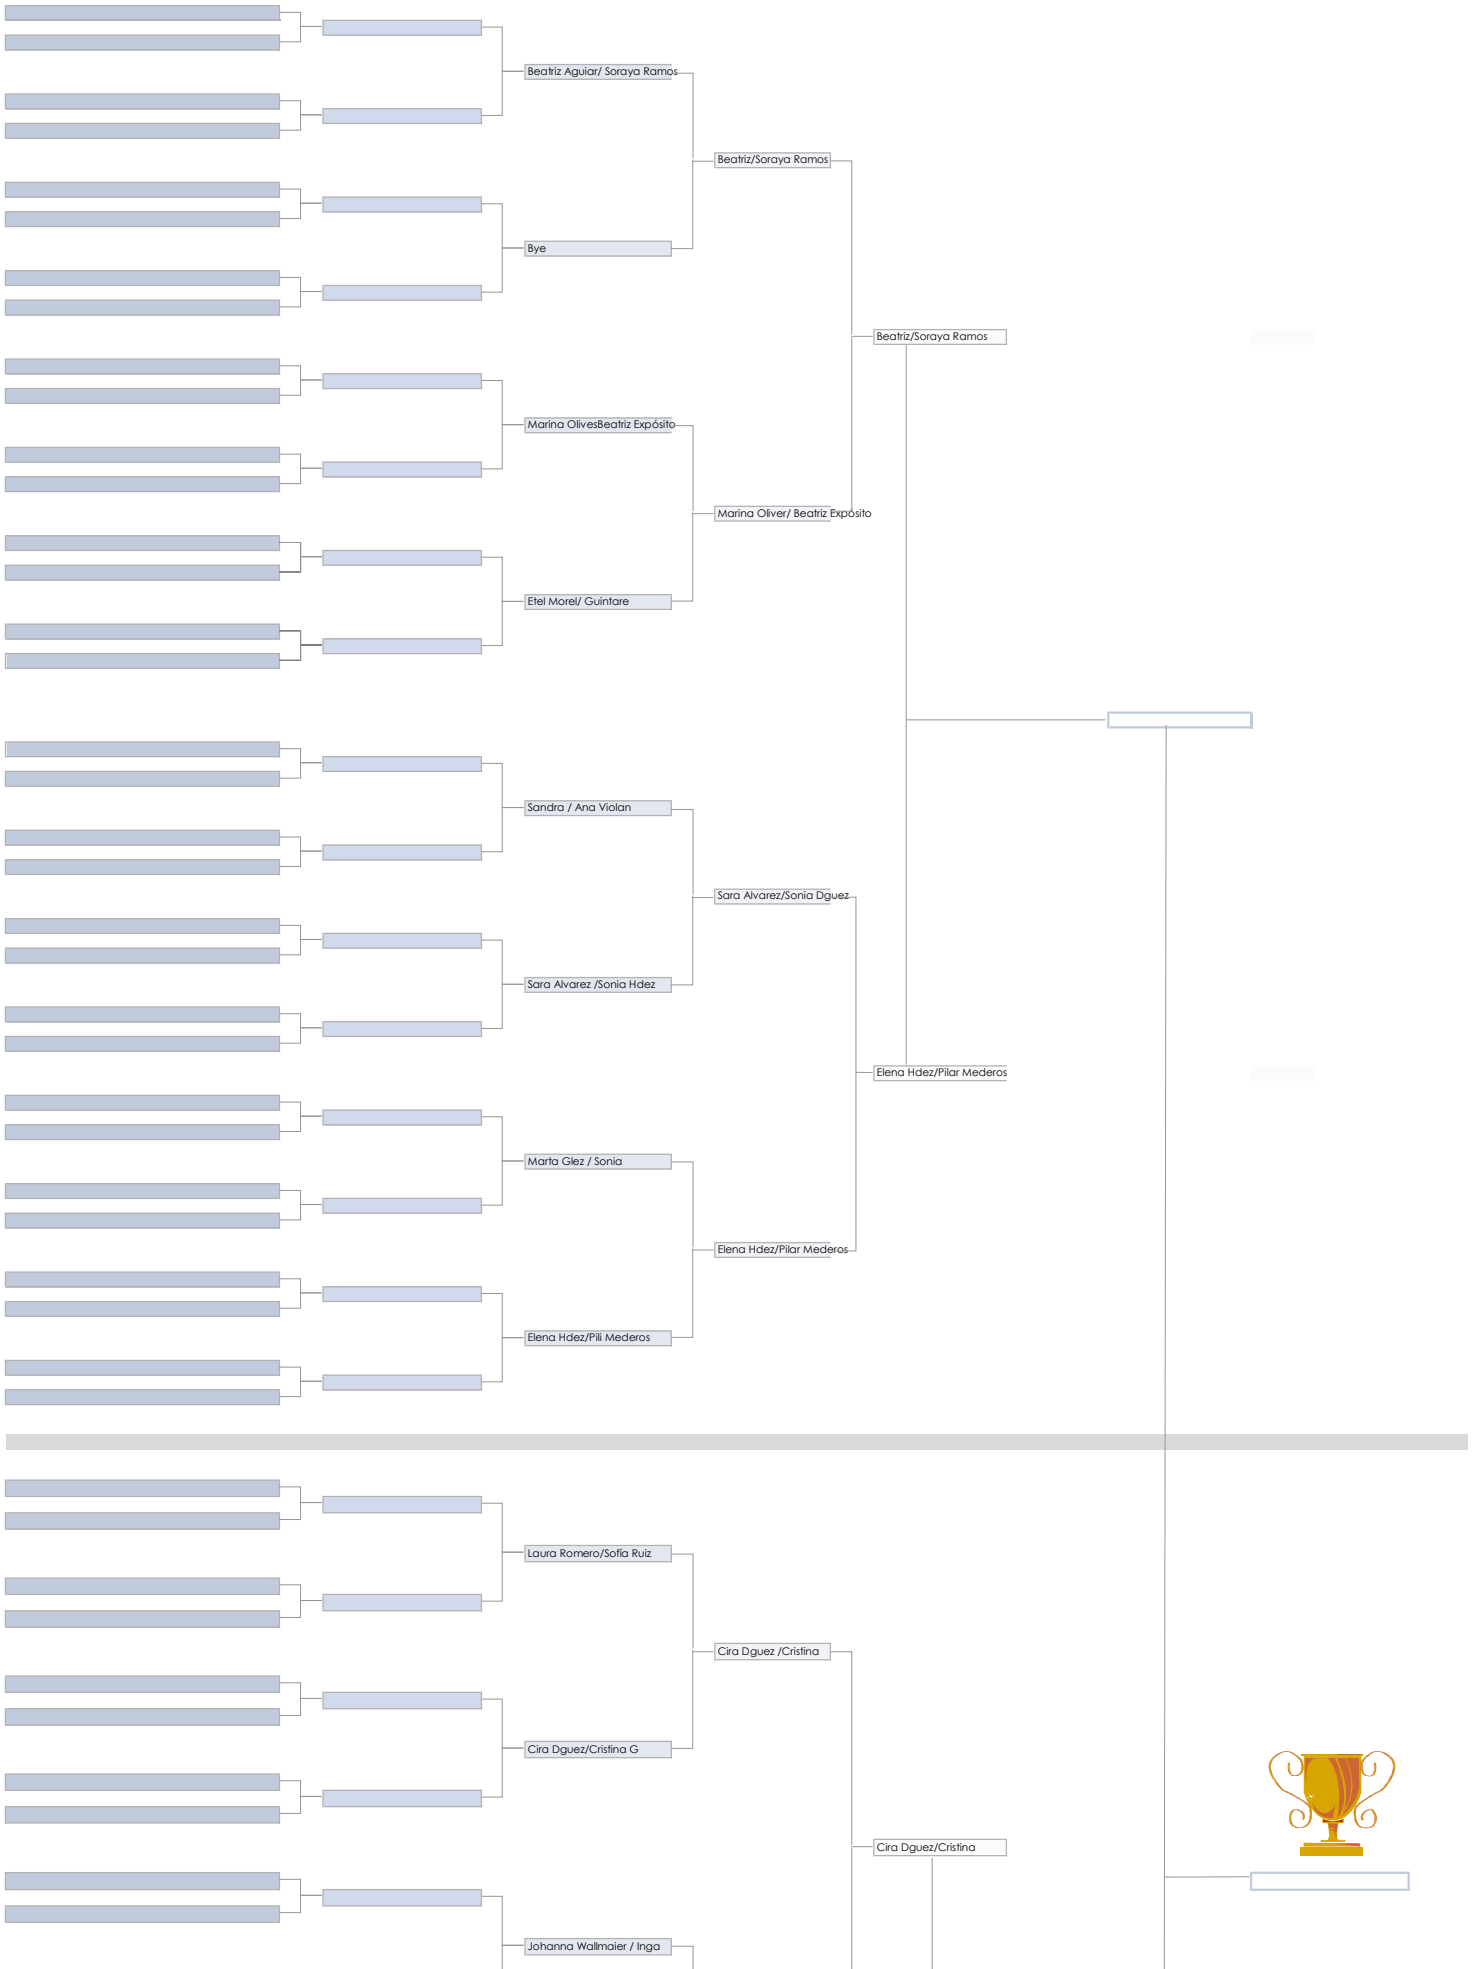 Beatriz Aguiar/ Soraya Ramos
Beatriz/Soraya Ramos
Bye
Beatriz/Soraya Ramos
Marina OlivesBeatriz Expósito
Marina Oliver/ Beatriz Expósito
Etel Morel/ Guintare
Sandra / Ana Violan
Sara Alvarez/Sonia Dguez
Sara Alvarez /Sonia Hdez
Elena Hdez/Pilar Mederos
Marta Glez / Sonia
Elena Hdez/Pilar Mederos
Elena Hdez/Pili Mederos
Laura Romero/Sofía Ruiz
Cira Dguez /Cristina
Cira Dguez/Cristina G
Cira Dguez/Cristina
Johanna Wallmaier / Inga